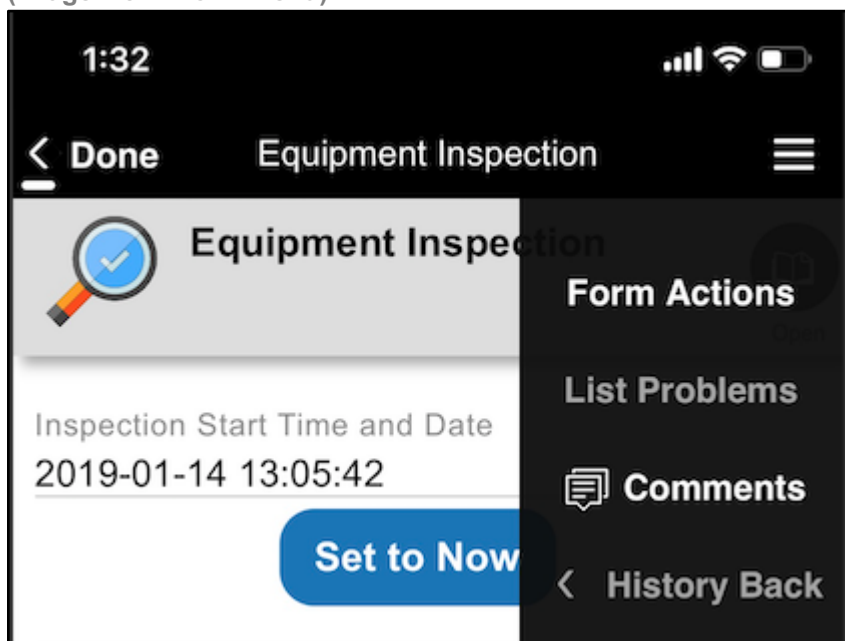 1:32
< Done Equipment Inspection
Equipment Inspection
Open
Form Actions
List Problems
Inspection Start Time and Date
2019-01-14 13:05:42
Comments
Set to Now
< History Back